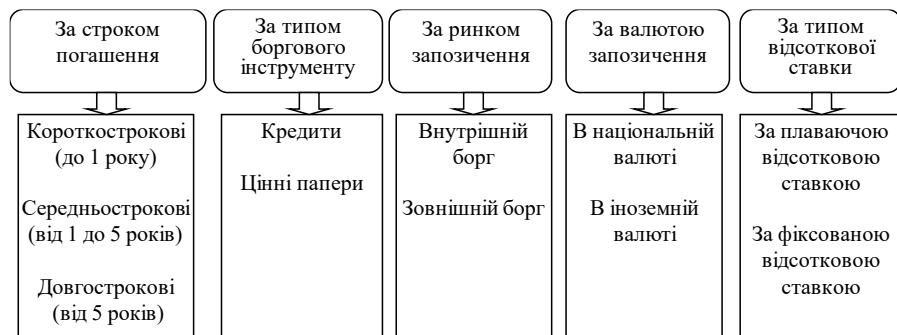 За строком
погашення
Короткострокові
(до 1 року)
Середньострокові
(від 1 до 5 років)
Довгострокові
(від 5 років)
За типом
боргового
інструменту
Кредити
Цінні папери
За ринком
запозичення
Внутрішній
борг
Зовнішній борг
За валютою
запозичення
В національній
валюті
В іноземній
валюті
За типом
відсоткової
ставки
За плаваючою
відсотковою
ставкою
За фіксованою
відсотковою
ставкою